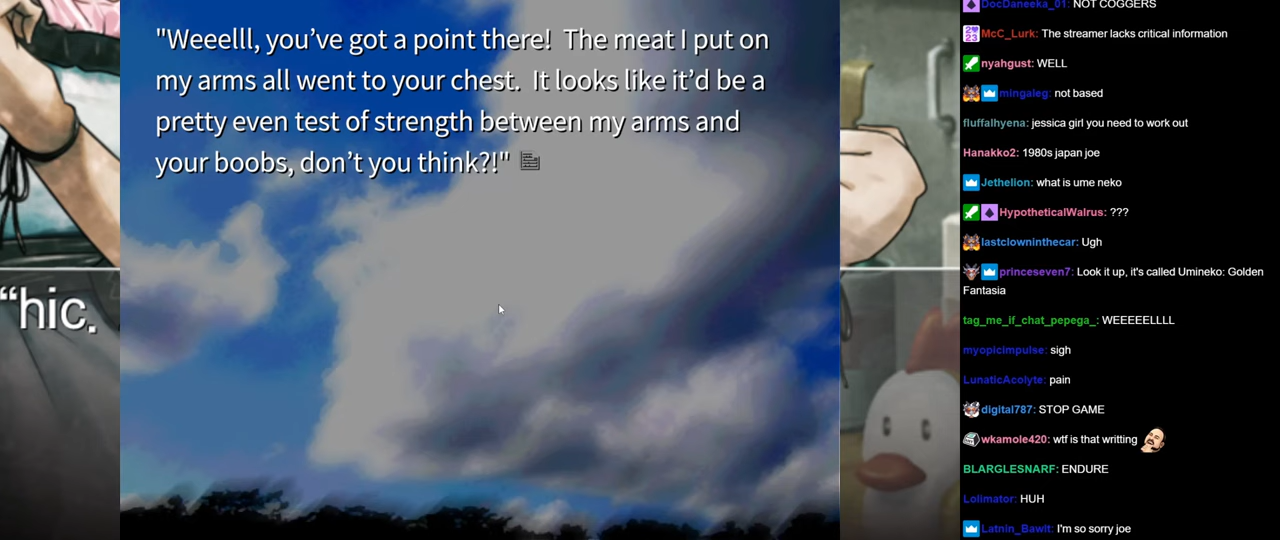 "Weeelll, you've got a point there!  The meat I put on
my arms all went to your chest.  It looks like it'd be a
pretty even test of strength between my arms and
your boobs, don't you think?!"
"hic.
DocDaneeka_01: NOT COGGERS
McC_Lurk: The streamer lacks critical information
nyahgust: WELL
mingaleg: not based
fluffalhyena: jessica girl you need to work out
Hanakko2: 1980s japan joe
Jethelion: what is ume neko
HypotheticalWalrus: ???
lastclowninthecar: Ugh
princeseven7: Look it up, it's called Umineko: Golden
Fantasia
tag_me_if_chat_pepega_: WEEEEELLLL
myopicimpulse: sigh
LunaticAcolyte: pain
digital787: STOP GAME
wkamole420: wtf is that writting
BLARGLESNARF: ENDURE
Lolimator: HUH
Latnin_Bawlt: I'm so sorry joe